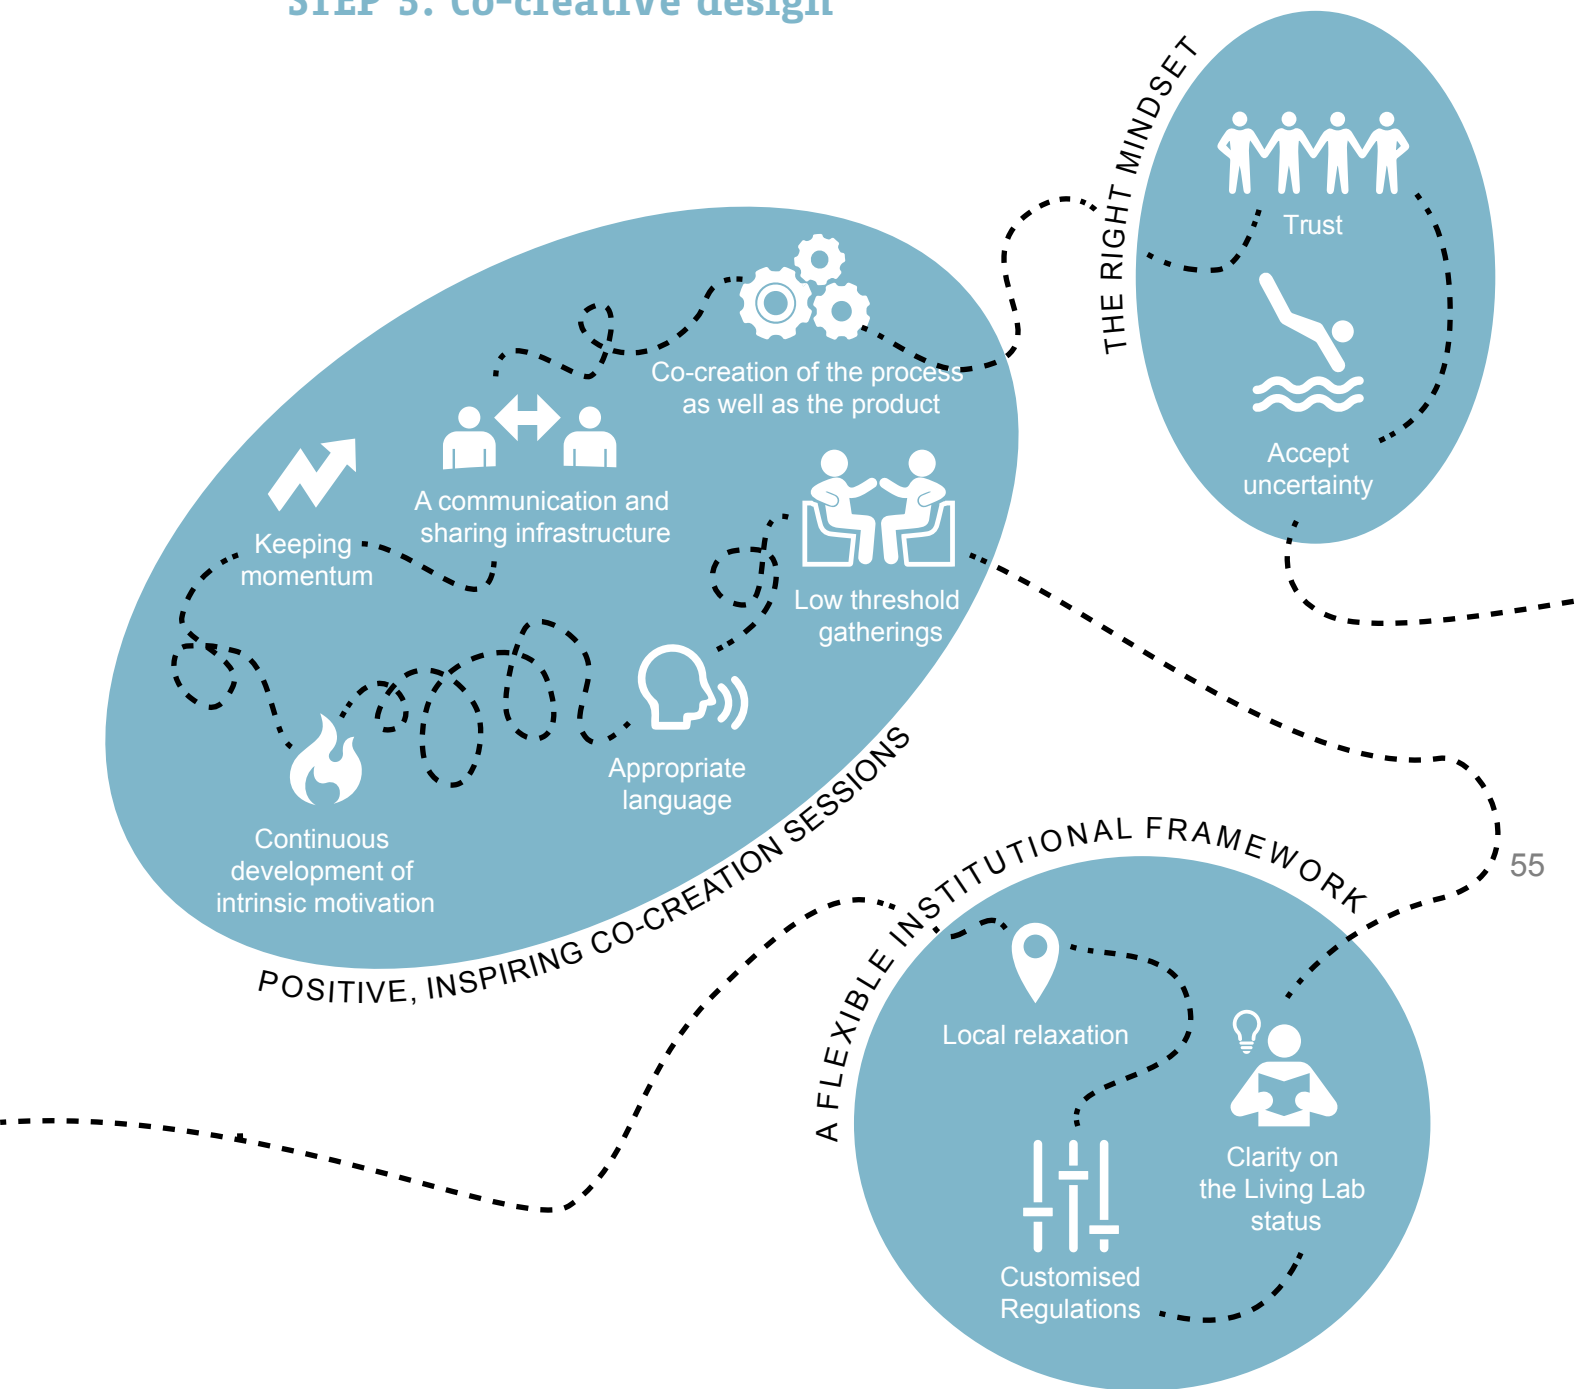 STEP 3: Co-creative design
THE RIGHT MINDSET
Trust
Accept
uncertainty
Co-creation of the process
as well as the product
A communication and
sharing infrastructure
Keeping
momentum
Low threshold
gatherings
Appropriate
language
Continuous
development of
intrinsic motivation
POSITIVE, INSPIRING CO-CREATION SESSIONS
55
A FLEXIBLE INSTITUTIONAL FRAMEWORK
Local relaxation
Clarity on
the Living Lab
status
Customised
Regulations